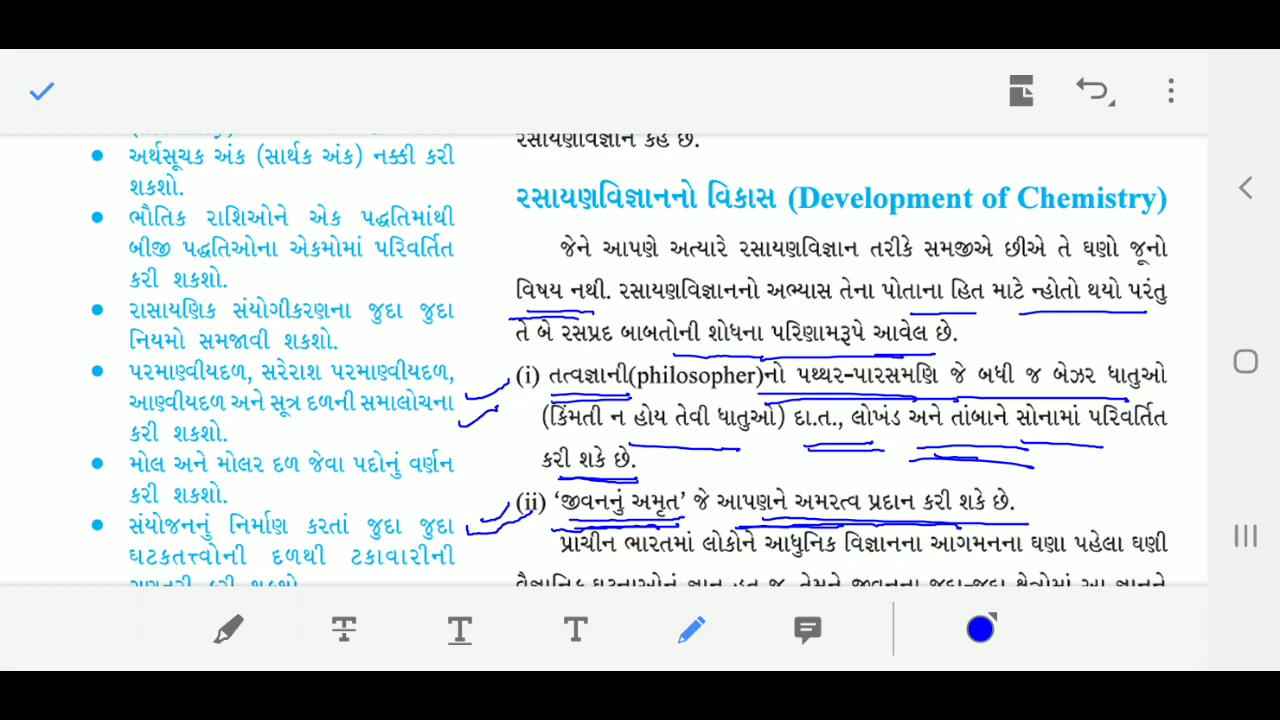 અર્થસૂચક અંક (સાર્થક અંક) નક્કી કરી
શકશો.
ભૌતિક રાશિઓને એક પદ્ધતિમાંથી
બીજી પદ્ધતિઓના એકમોમાં પરિવર્તિત
કરી શકશો.
રાસાયણિક સંયોગીકરણના જુદા જુદા
નિયમો સમજાવી શકશો.
પરમાણ્વીયદળ, સરેરાશ પરમાણ્વીયદળ,
આણ્વીયદળ અને સૂત્ર દળની સમાલોચના
કરી શકશો.
મોલ અને મોલર દળ જેવા પદોનું વર્ણન
કરી શકશો.
સંયોજનનું નિર્માણ કરતાં જુદા જુદા
ઘટકતત્ત્વોની દળથી ટકાવારીની
રસાયણવિજ્ઞાન કહે છે.
રસાયણવિજ્ઞાનનો વિકાસ (Development of Chemistry)
જેને આપણે અત્યારે રસાયણવિજ્ઞાન તરીકે સમજીએ છીએ તે ઘણો જૂનો
વિષય નથી. રસાયણવિજ્ઞાનનો અભ્યાસ તેના પોતાના હિત માટે ન્હોતો થયો પરંતુ
તે બે રસપ્રદ બાબતોની શોધના પરિણામરૂપે આવેલ છે.
(i) તત્વજ્ઞાની(philosopher)નો પથ્થર-પારસમણિ જે બધી જ બેઝર ધાતુઓ
(કિંમતી ન હોય તેવી ધાતુઓ) દા.ત., લોખંડ અને તાંબાને સોનામાં પરિવર્તિત
કરી શકે છે.
(ii) ‘જીવનનું અમૃત’ જે આપણને અમરત્વ પ્રદાન કરી શકે છે.
પ્રાચીન ભારતમાં લોકોને આધુનિક વિજ્ઞાનના આગમનના ઘણા પહેલા ઘણી